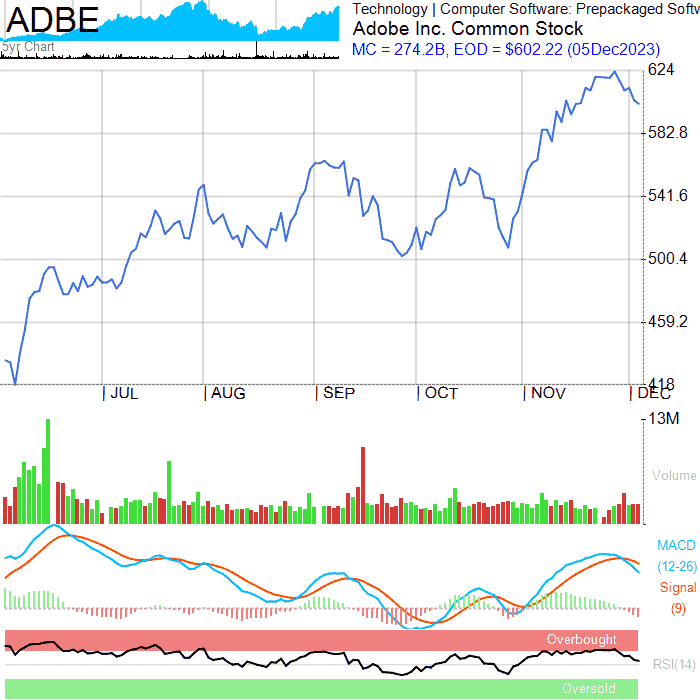 ADBE
5yr Chart
Technology | Computer Software: Prepackaged Softw
Adobe Inc. Common Stock
MC = 274.2B, EOD = $602.22 (05Dec2023)
624
582.8
541.6
500.4
459.2
418
| JUL | AUG | SEP | OCT | NOV | DEC
13M
Volume
MACD
(12-26)
Signal
(9)
Overbought
RSI(14)
Oversold